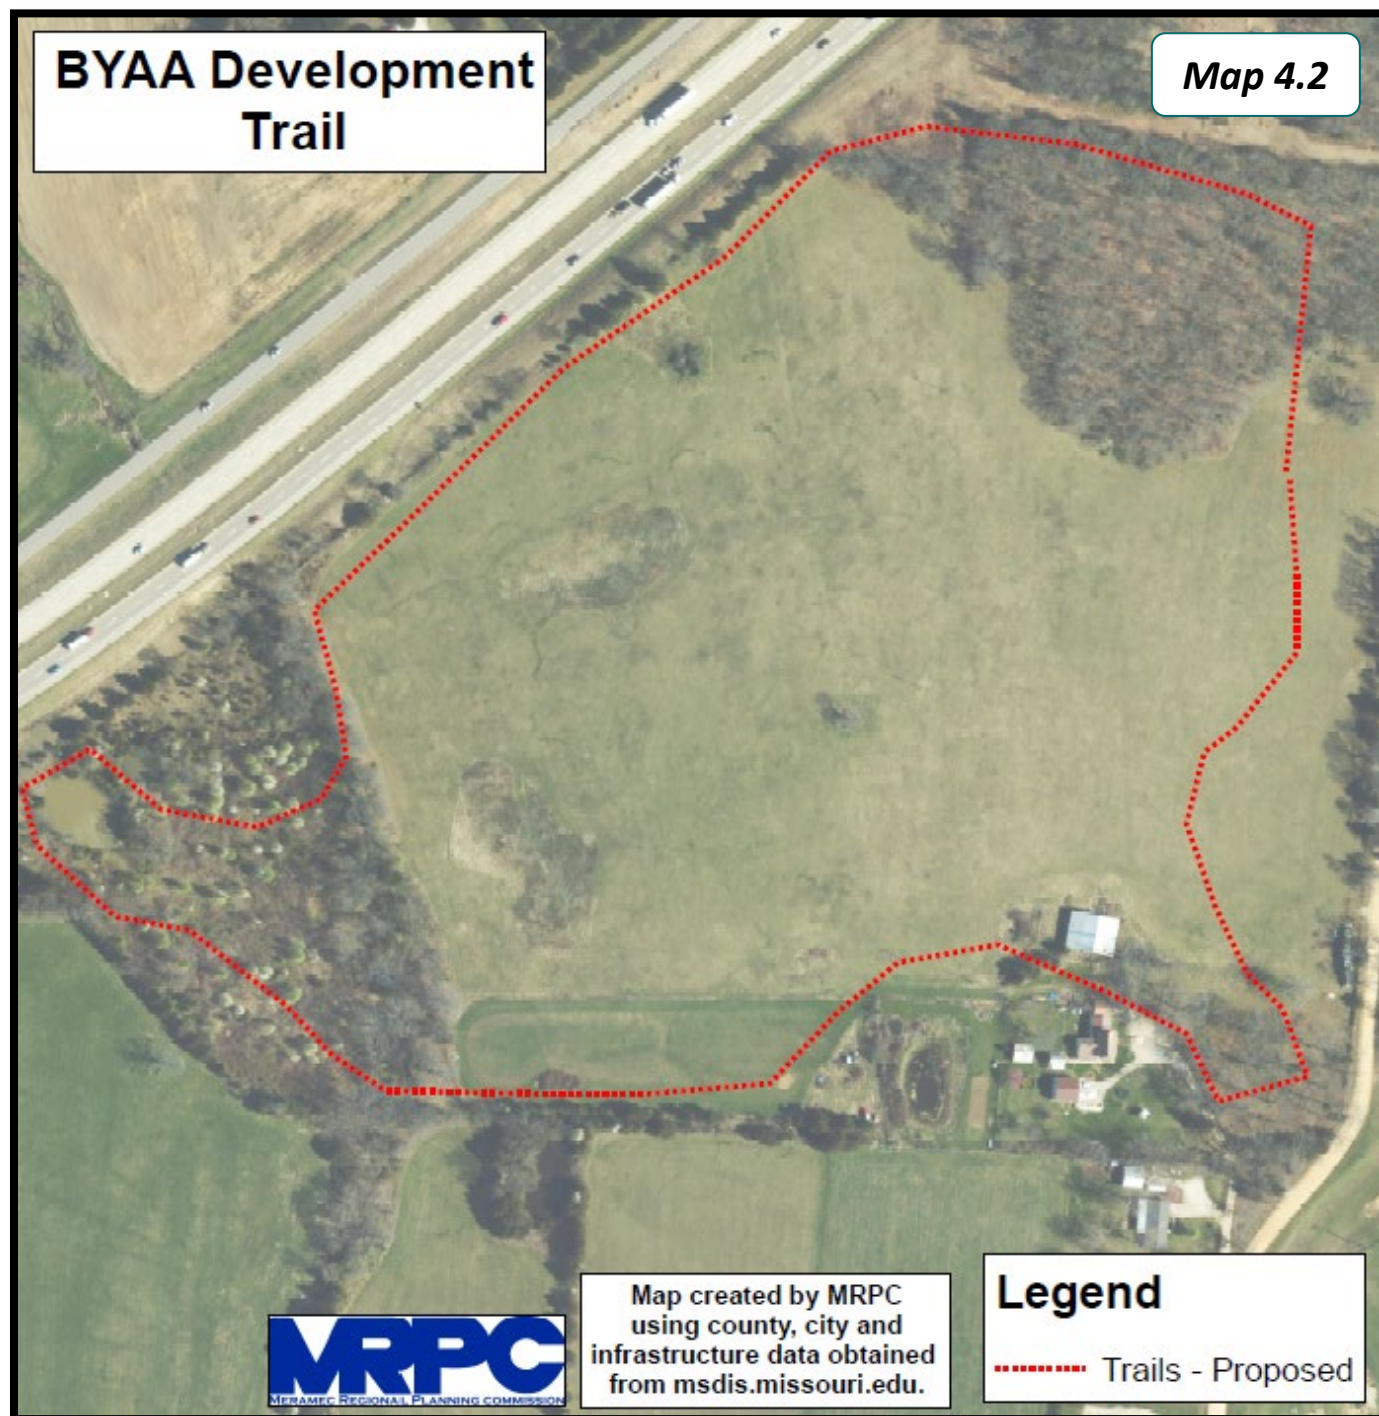 BYAA Development
Trail
Map 4.2
Map created by MRPC
using county, city and
infrastructure data obtained
from msdis.missouri.edu.
Legend
Trails - Proposed
MRPC
MERAMEC REGIONAL PLANNING COMMISSION